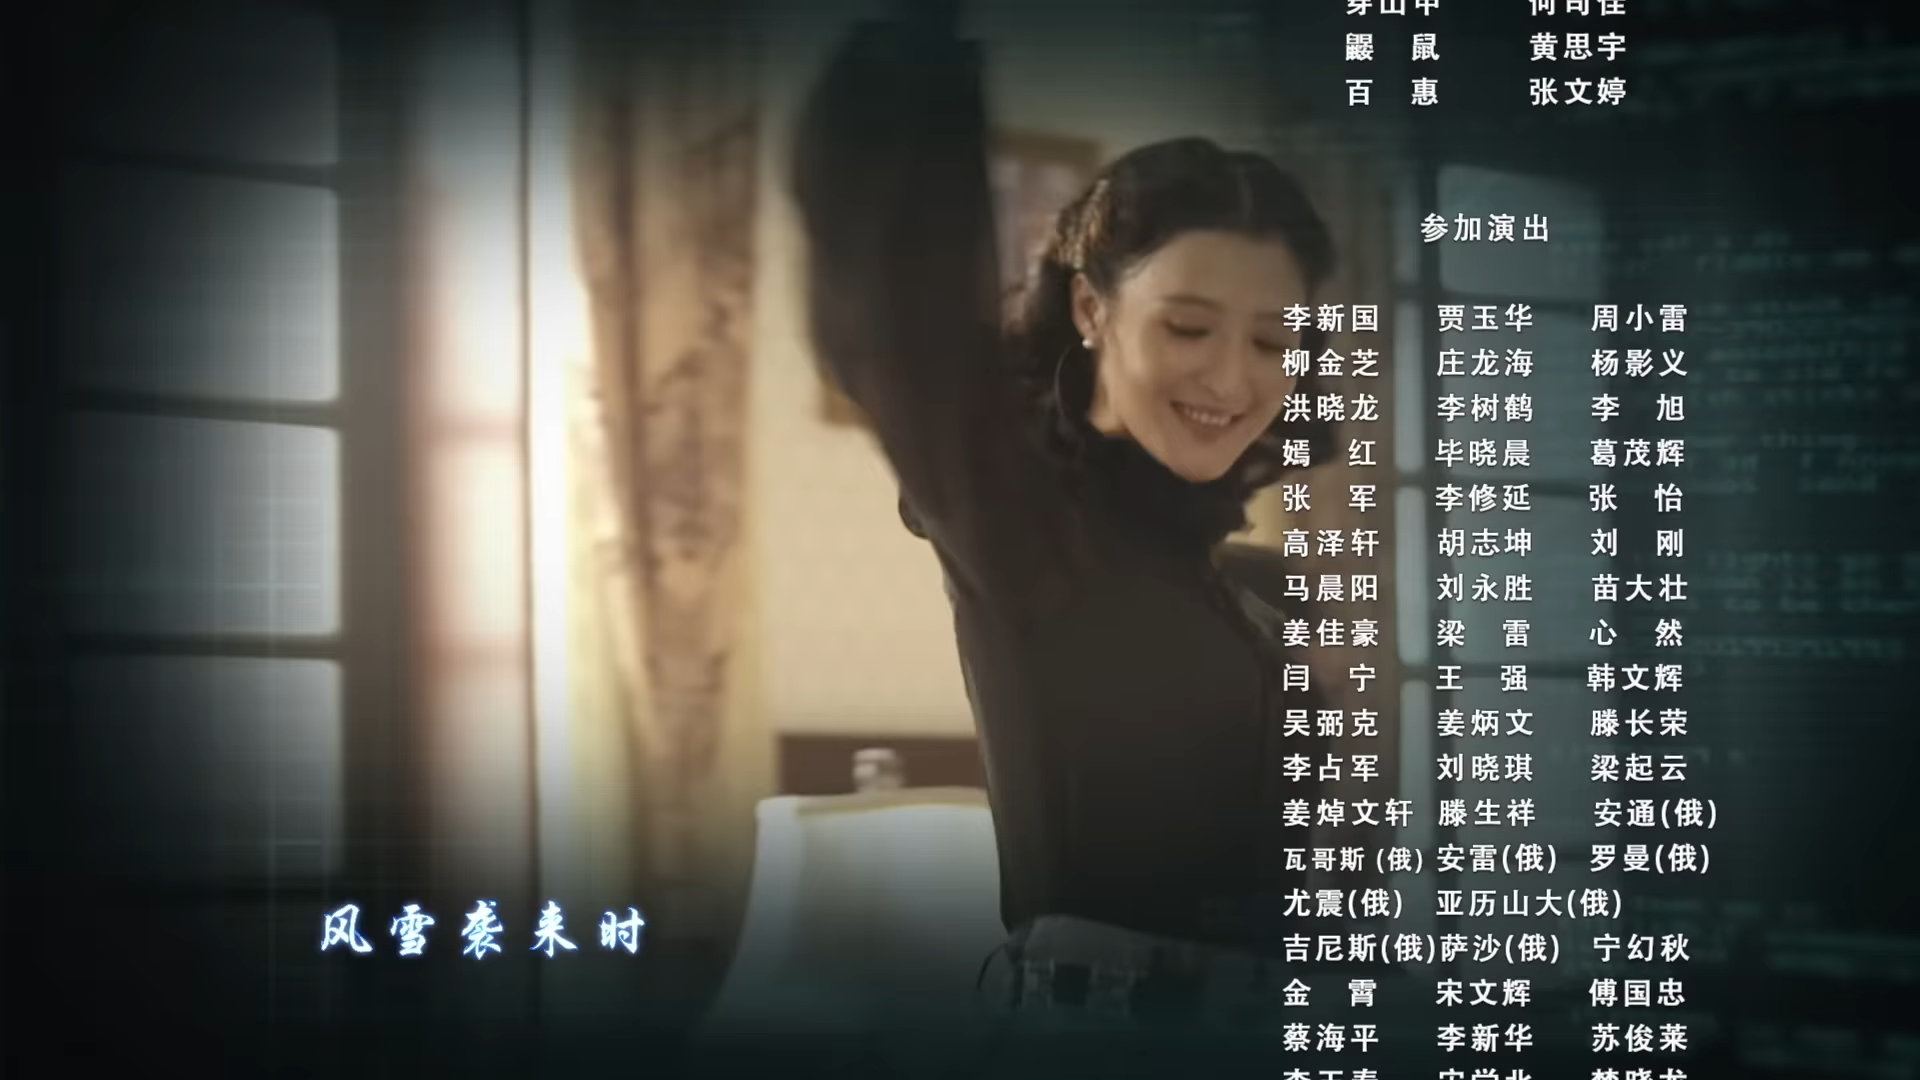 穿山甲 何奇佳
鼹 鼠 黄思宇
百 惠 张文婷
参加演出
李新国 贾玉华 周小雷
柳金芝 庄龙海 杨影义
洪晓龙 李树鹤 李 旭
嫣 红 毕晓晨 葛茂辉
张 军 李修延 张 怡
高泽轩 胡志坤 刘 刚
马晨阳 刘永胜 苗大壮
姜佳豪 梁 雷 心 然
闫 宁 王 强 韩文辉
吴弼克 姜炳文 滕长荣
李占军 刘晓琪 梁起云
姜焯文轩 滕生祥 安通(俄)
瓦哥斯(俄) 安雷(俄) 罗曼(俄)
尤震(俄) 亚历山大(俄)
吉尼斯(俄) 萨沙(俄) 宁幻秋
金 霄 宋文辉 傅国忠
蔡海平 李新华 苏俊莱
风雪袭来时